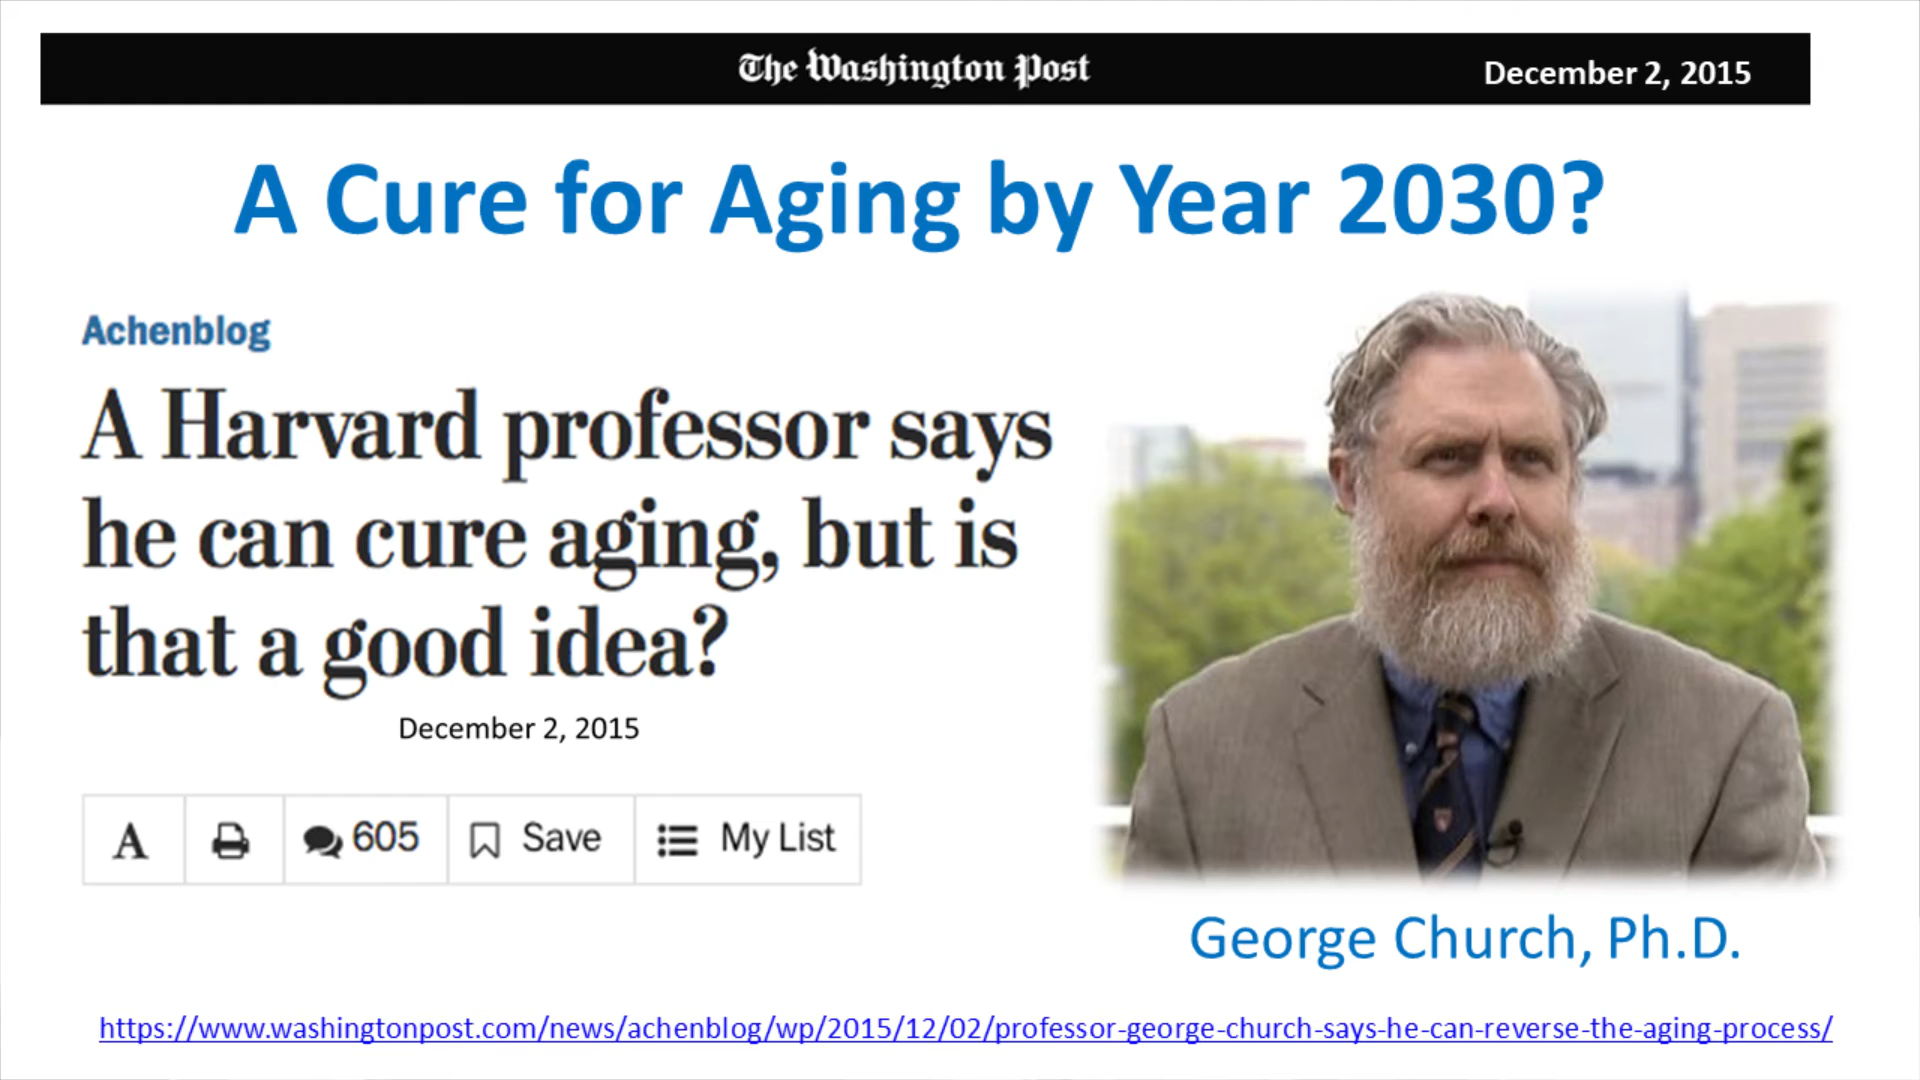 The Washington Post
December 2, 2015
A Cure for Aging by Year 2030?
Achenblog
A Harvard professor says
he can cure aging, but is
that a good idea?
December 2, 2015
A
605
Save
My List
George Church, Ph.D.
https://www.washingtonpost.com/news/achenblog/wp/2015/12/02/professor-george-church-says-he-can-reverse-the-aging-process/